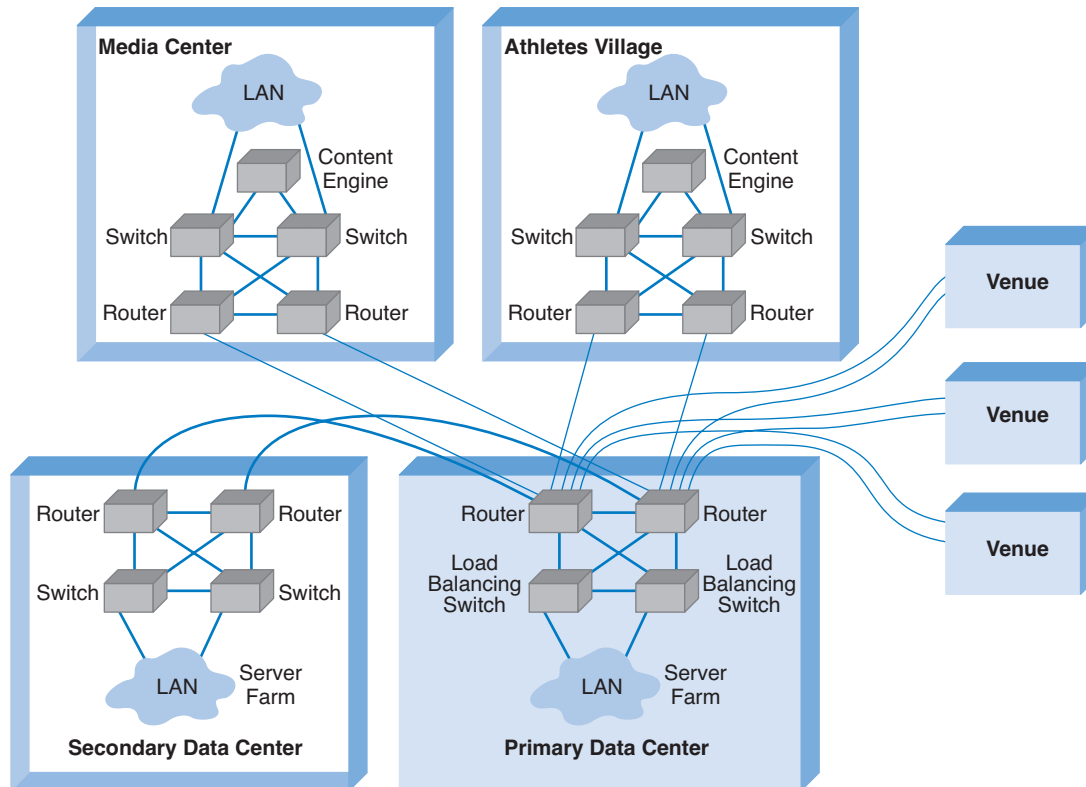 Media Center
LAN
Content
Engine
Switch
Switch
Router
Router
Athletes Village
LAN
Content
Engine
Switch
Switch
Router
Router
Venue
Venue
Venue
Router
Router
Switch
Switch
LAN
Server
Farm
Secondary Data Center
Router
Router
Load
Balancing
Switch
Load
Balancing
Switch
LAN
Server
Farm
Primary Data Center